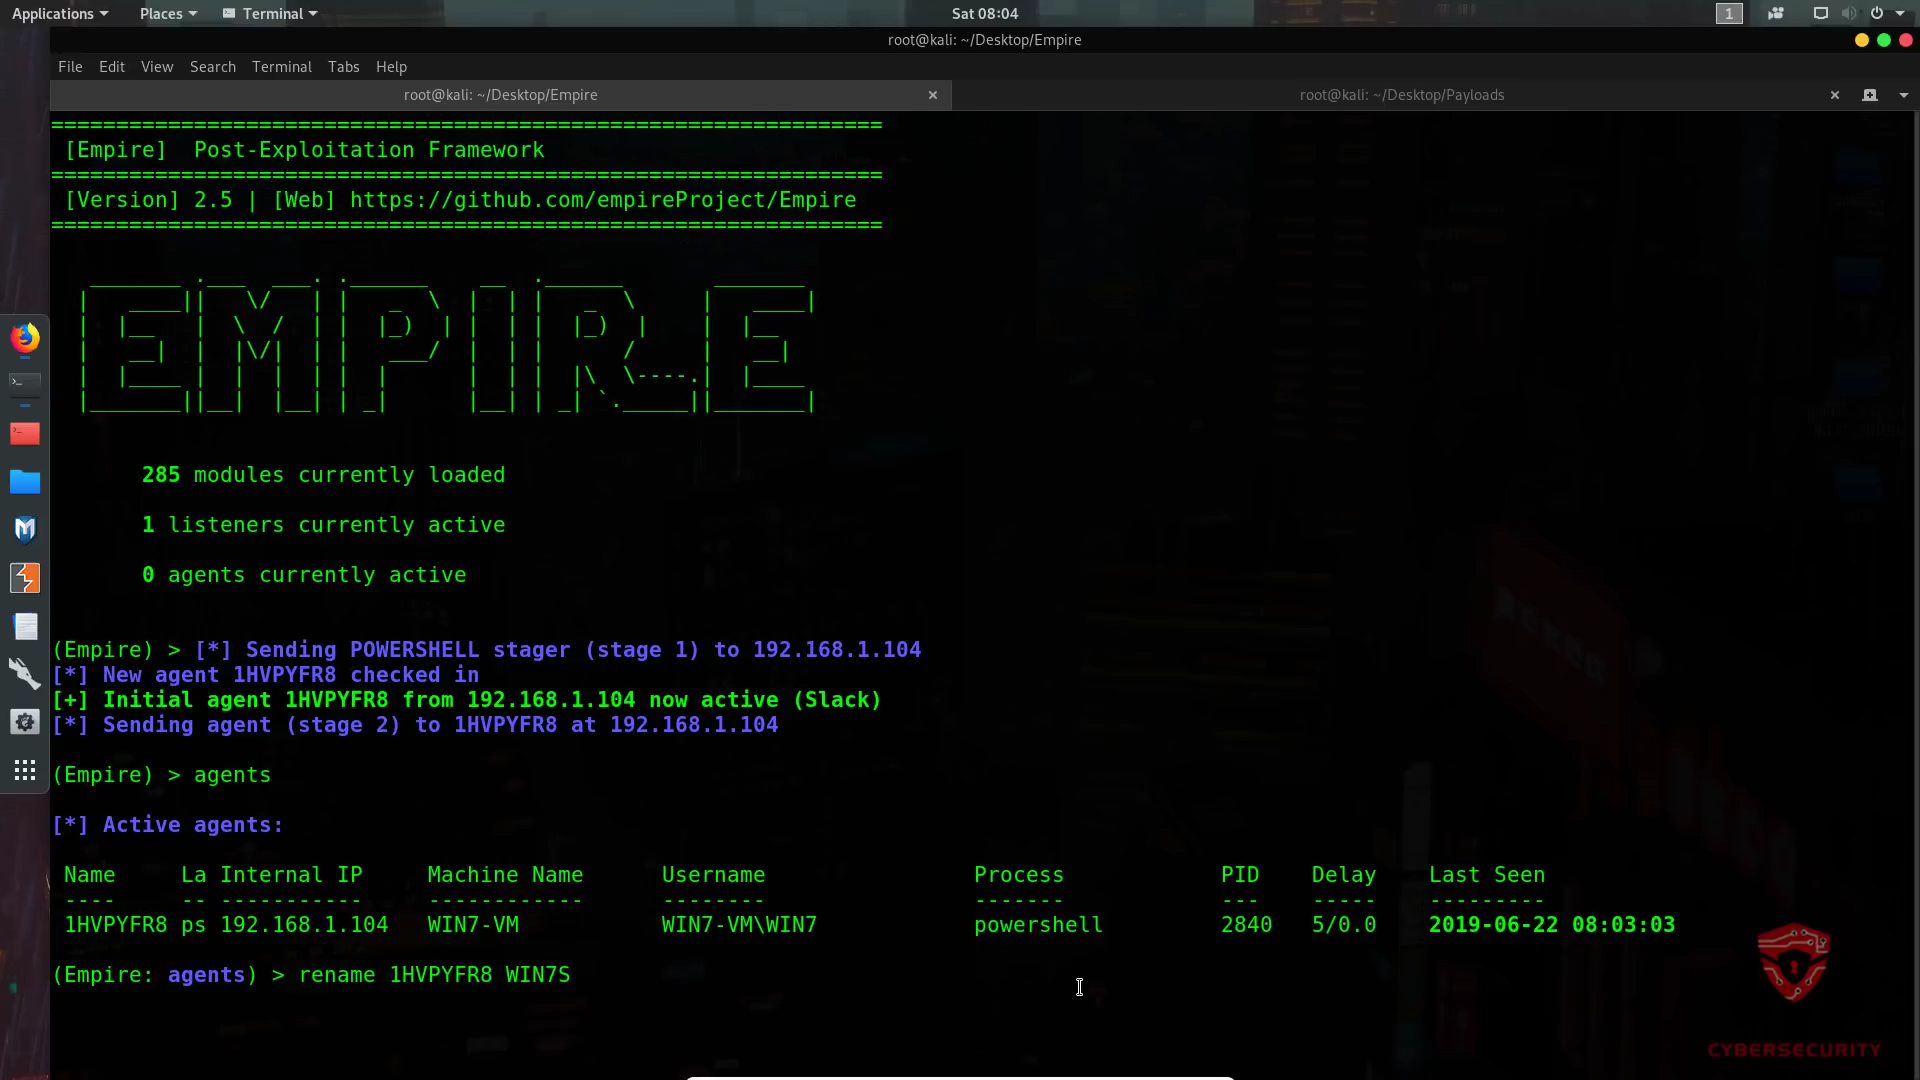 Applications Places Terminal Sat 08:04 1
root@kali: ~/Desktop/Empire
File Edit View Search Terminal Tabs Help
root@kali: ~/Desktop/Empire root@kali: ~/Desktop/Payloads
================================================================
[Empire] Post-Exploitation Framework
================================================================
[Version] 2.5 | [Web] https://github.com/empireProject/Empire
================================================================
EMPIRE
285 modules currently loaded
1 listeners currently active
0 agents currently active
(Empire) > [*] Sending POWERSHELL stager (stage 1) to 192.168.1.104
[*] New agent 1HVPYFR8 checked in
[+] Initial agent 1HVPYFR8 from 192.168.1.104 now active (Slack)
[*] Sending agent (stage 2) to 1HVPYFR8 at 192.168.1.104
(Empire) > agents
[*] Active agents:
Name La Internal IP Machine Name Username Process PID Delay Last Seen
---- -- ----------- ------------ -------- ------- --- ----- ---------
1HVPYFR8 ps 192.168.1.104 WIN7-VM WIN7-VM\WIN7 powershell 2840 5/0.0 2019-06-22 08:03:03
(Empire: agents) > rename 1HVPYFR8 WIN7S
CYBERSECURITY